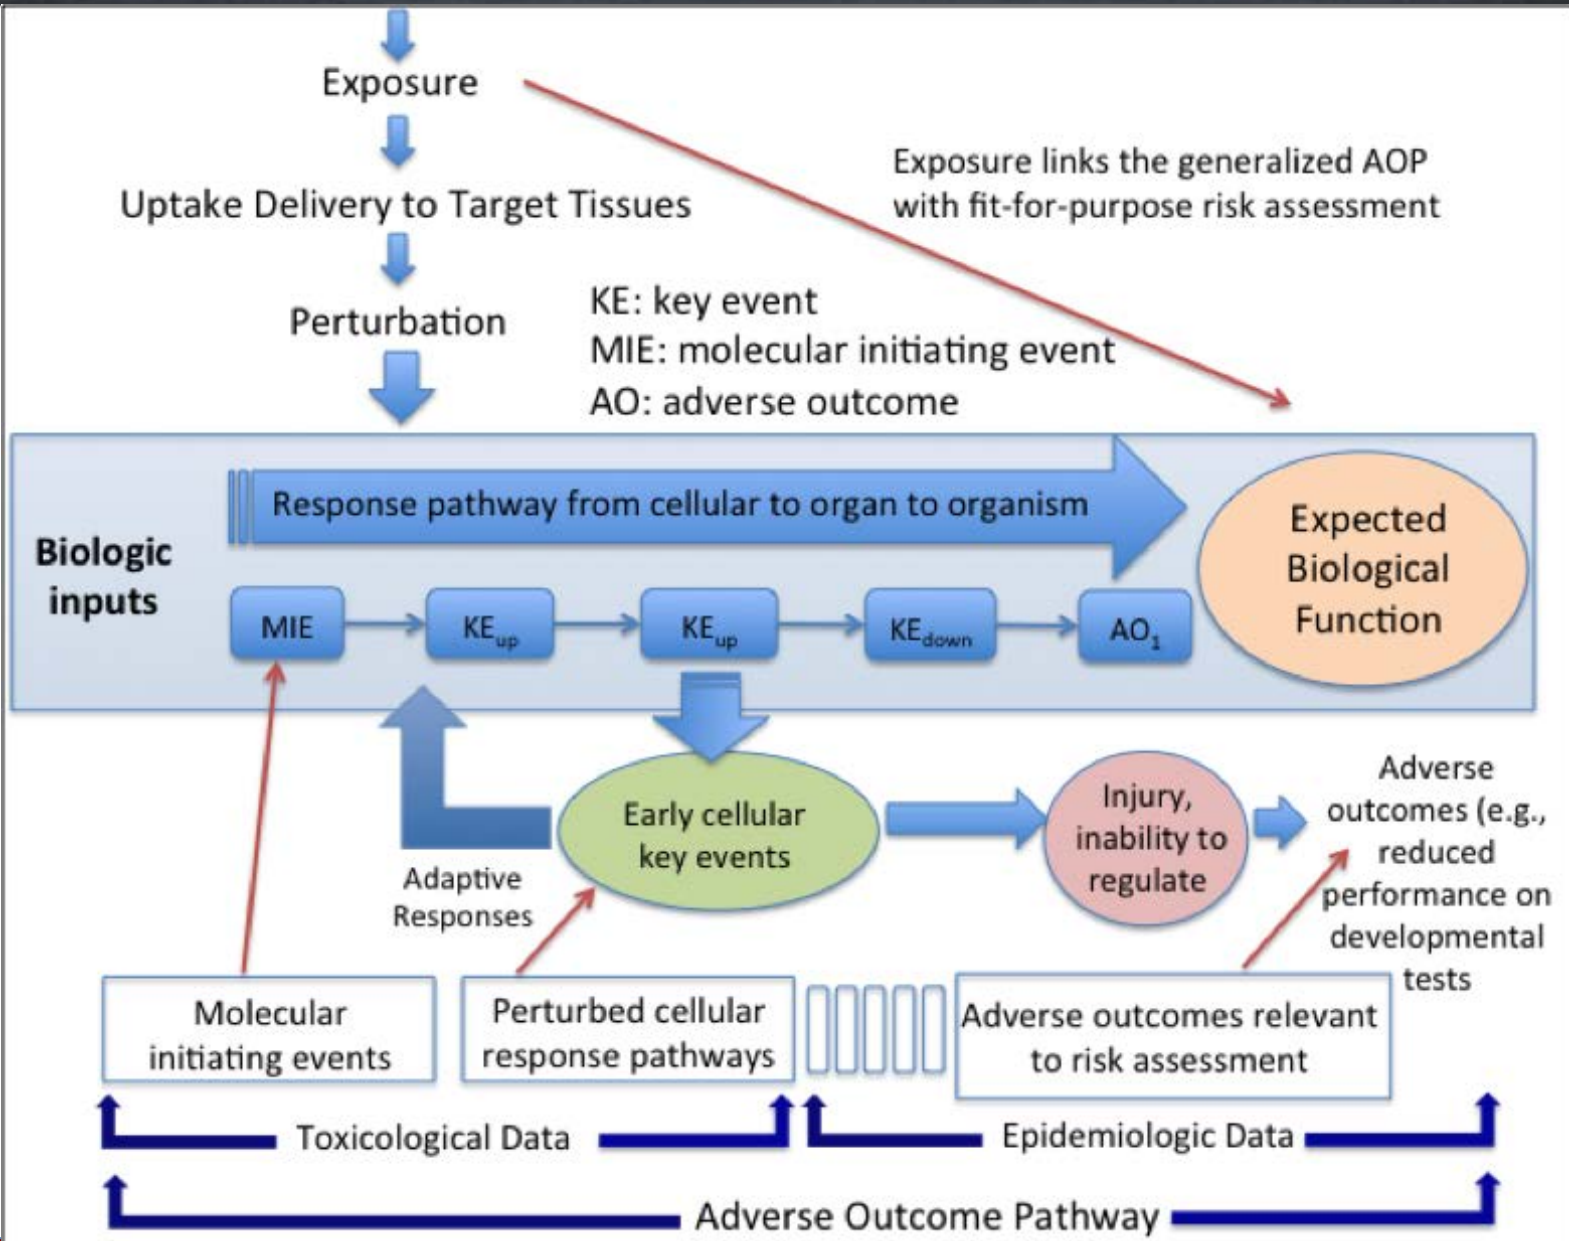 Exposure
Exposure links the generalized AOP
with fit-for-purpose risk assessment
Uptake Delivery to Target Tissues
Perturbation
KE: key event
MIE: molecular initiating event
AO: adverse outcome
Response pathway from cellular to organ to organism
Biologic
inputs
MIE
KEup
KEup
KEdown
AO1
Expected
Biological
Function
Early cellular
key events
Injury,
inability to
regulate
Adverse
outcomes (e.g.,
reduced
performance on
developmental
tests
Adaptive
Responses
Molecular
initiating events
Perturbed cellular
response pathways
Adverse outcomes relevant
to risk assessment
Toxicological Data
Epidemiologic Data
Adverse Outcome Pathway